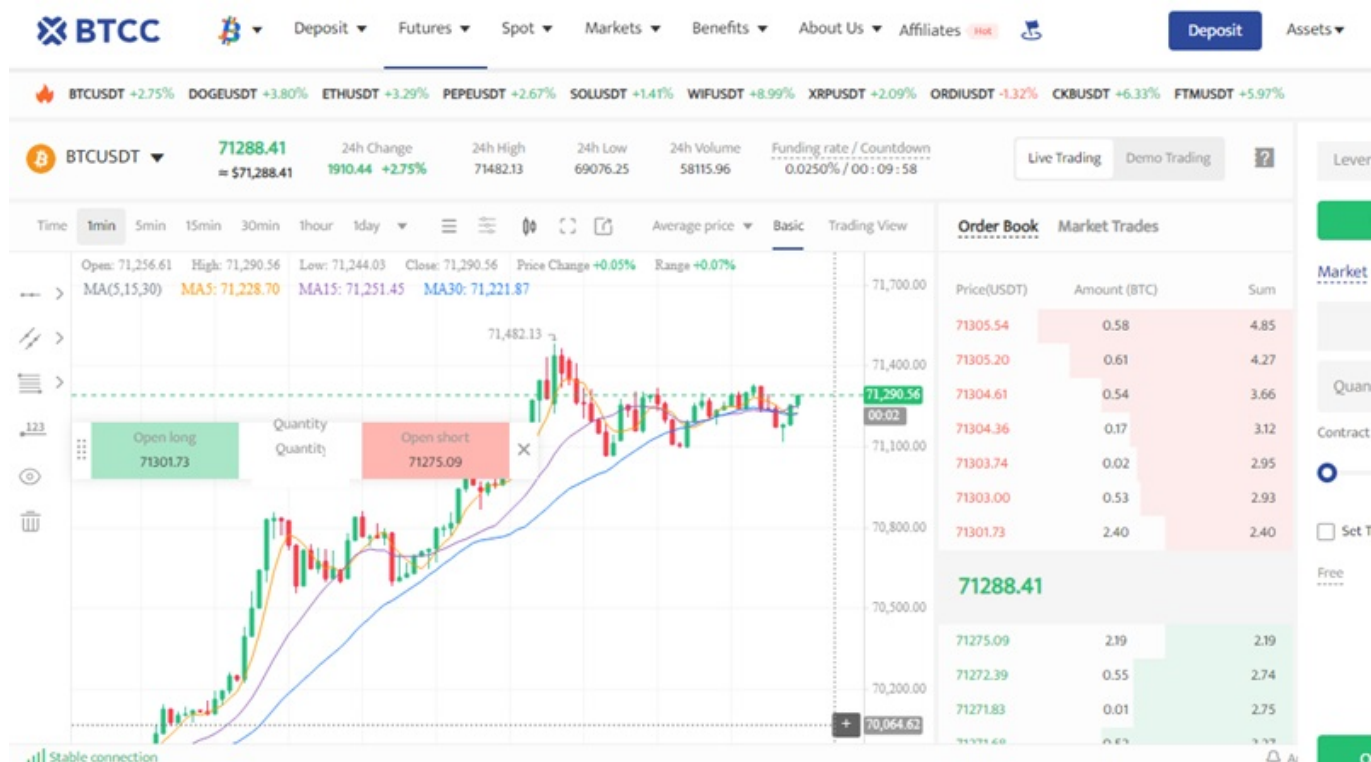 BTCC Deposit Futures Spot Markets Benefits About Us Affiliates Hot Deposit Assets
BTCUSDT +2.75% DOGEUSDT +3.80% ETHUSDT +3.29% PEPEUSDT +2.67% SOLUSDT +1.41% WIFUSDT +8.99% XRPUSDT +2.09% ORDIUSDT -1.32% CKBUSDT +6.33% FTMUSDT +5.97%
BTCUSDT
71288.41
≈ $71,288.41
24h Change
1910.44 +2.75%
24h High
71482.13
24h Low
69076.25
24h Volume
58115.96
Funding rate / Countdown
0.0250% / 00 : 09 : 58
Live Trading Demo Trading ?
Time 1min 5min 15min 30min 1hour 1day Average price Basic Trading View
Open: 71,256.61 High: 71,290.56 Low: 71,244.03 Close: 71,290.56 Price Change +0.05% Range +0.07%
MA(5,15,30) MA5: 71,228.70 MA15: 71,251.45 MA30: 71,221.87
123
71,482.13
Open long
71301.73
Quantity
Quantity
Open short
71275.09
71,700.00
71,400.00
71,290.56
00:02
71,100.00
70,800.00
70,500.00
70,200.00
+ 70,064.62
Order Book Market Trades
Price(USDT) Amount (BTC) Sum
71305.54 0.58 4.85
71305.20 0.61 4.27
71304.61 0.54 3.66
71304.36 0.17 3.12
71303.74 0.02 2.95
71303.00 0.53 2.93
71301.73 2.40 2.40
71288.41
71275.09 2.19 2.19
71272.39 0.55 2.74
71271.83 0.01 2.75
Lever
Market
Quan
Contract
Set T
Free
Stable connection